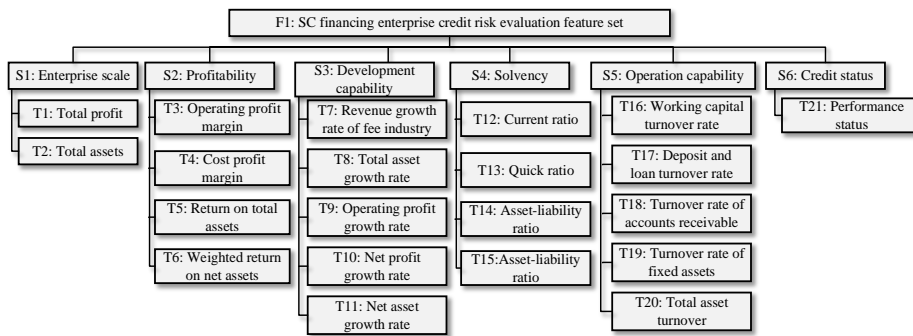 F1: SC financing enterprise credit risk evaluation feature set
S1: Enterprise scale
T1: Total profit
T2: Total assets
S2: Profitability
T3: Operating profit
margin
T4: Cost profit
margin
T5: Return on total
assets
T6: Weighted return
on net assets
S3: Development
capability
T7: Revenue growth
rate of fee industry
T8: Total asset
growth rate
T9: Operating profit
growth rate
T10: Net profit
growth rate
T11: Net asset
growth rate
S4: Solvency
T12: Current ratio
T13: Quick ratio
T14: Asset-liability
ratio
T15:Asset-liability
ratio
S5: Operation capability
T16: Working capital
turnover rate
T17: Deposit and
loan turnover rate
T18: Turnover rate of
accounts receivable
T19: Turnover rate of
fixed assets
T20: Total asset
turnover
S6: Credit status
T21: Performance
status